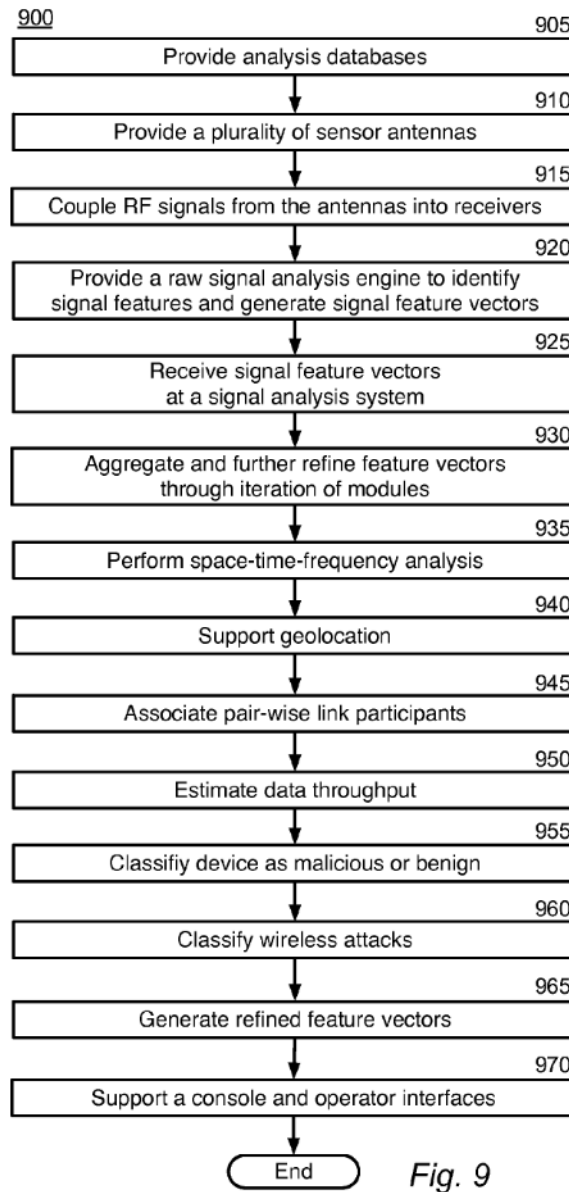 900
905
Provide analysis databases
910
Provide a plurality of sensor antennas
915
Couple RF signals from the antennas into receivers
920
Provide a raw signal analysis engine to identify
signal features and generate signal feature vectors
925
Receive signal feature vectors
at a signal analysis system
930
Aggregate and further refine feature vectors
through iteration of modules
935
Perform space-time-frequency analysis
940
Support geolocation
945
Associate pair-wise link participants
950
Estimate data throughput
955
Classifiy device as malicious or benign
960
Classify wireless attacks
965
Generate refined feature vectors
970
Support a console and operator interfaces
End
Fig. 9